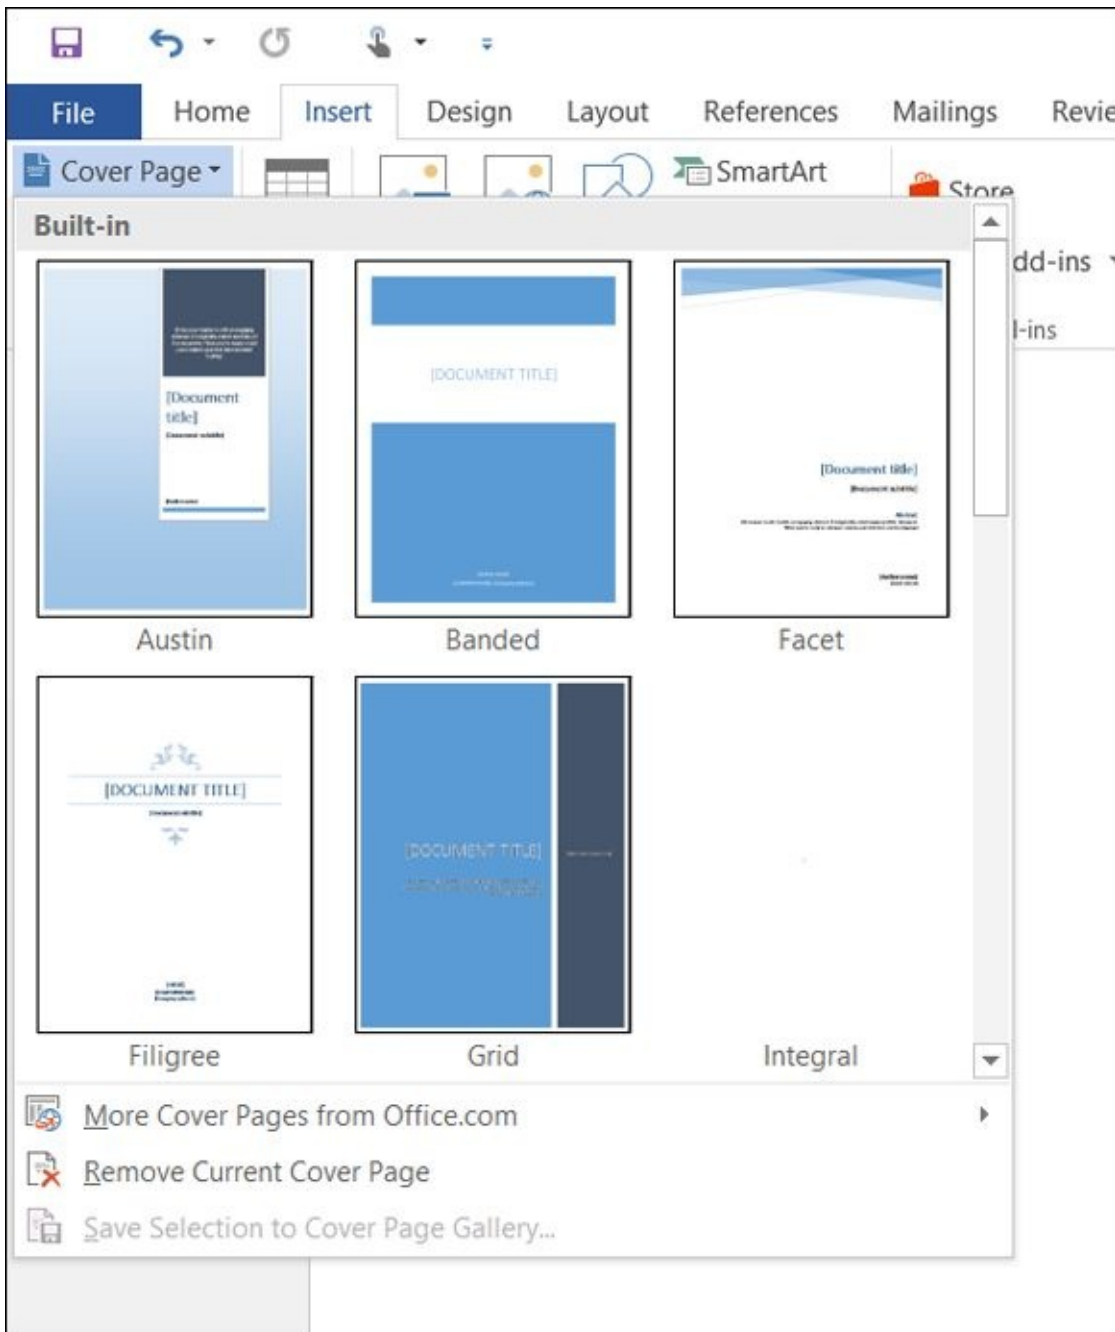 File Home Insert Design Layout References Mailings Revie
Cover Page SmartArt
Store
Built-in
dd-ins
l-ins
[DOCUMENT TITLE]
[Document
title]
[Document title]
Austin Banded Facet
[DOCUMENT TITLE]
[DOCUMENT TITLE]
Filigree Grid Integral
More Cover Pages from Office.com
Remove Current Cover Page
Save Selection to Cover Page Gallery...